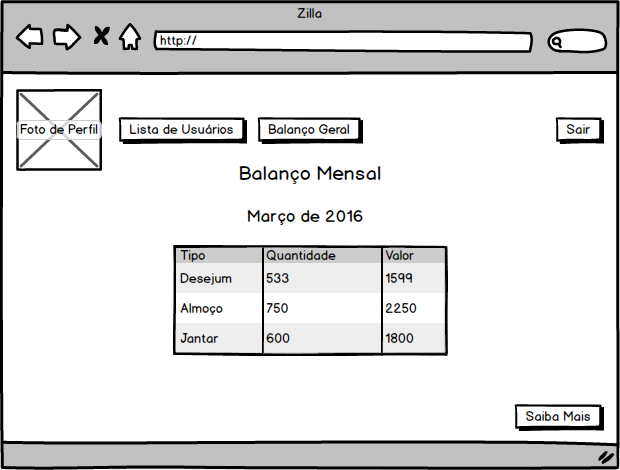 Zilla
http://
Foto de Perfil
Lista de Usuários
Balanço Geral
Sair
Balanço Mensal
Março de 2016
Tipo Quantidade Valor
Desejum 533 1599
Almoço 750 2250
Jantar 600 1800
Saiba Mais